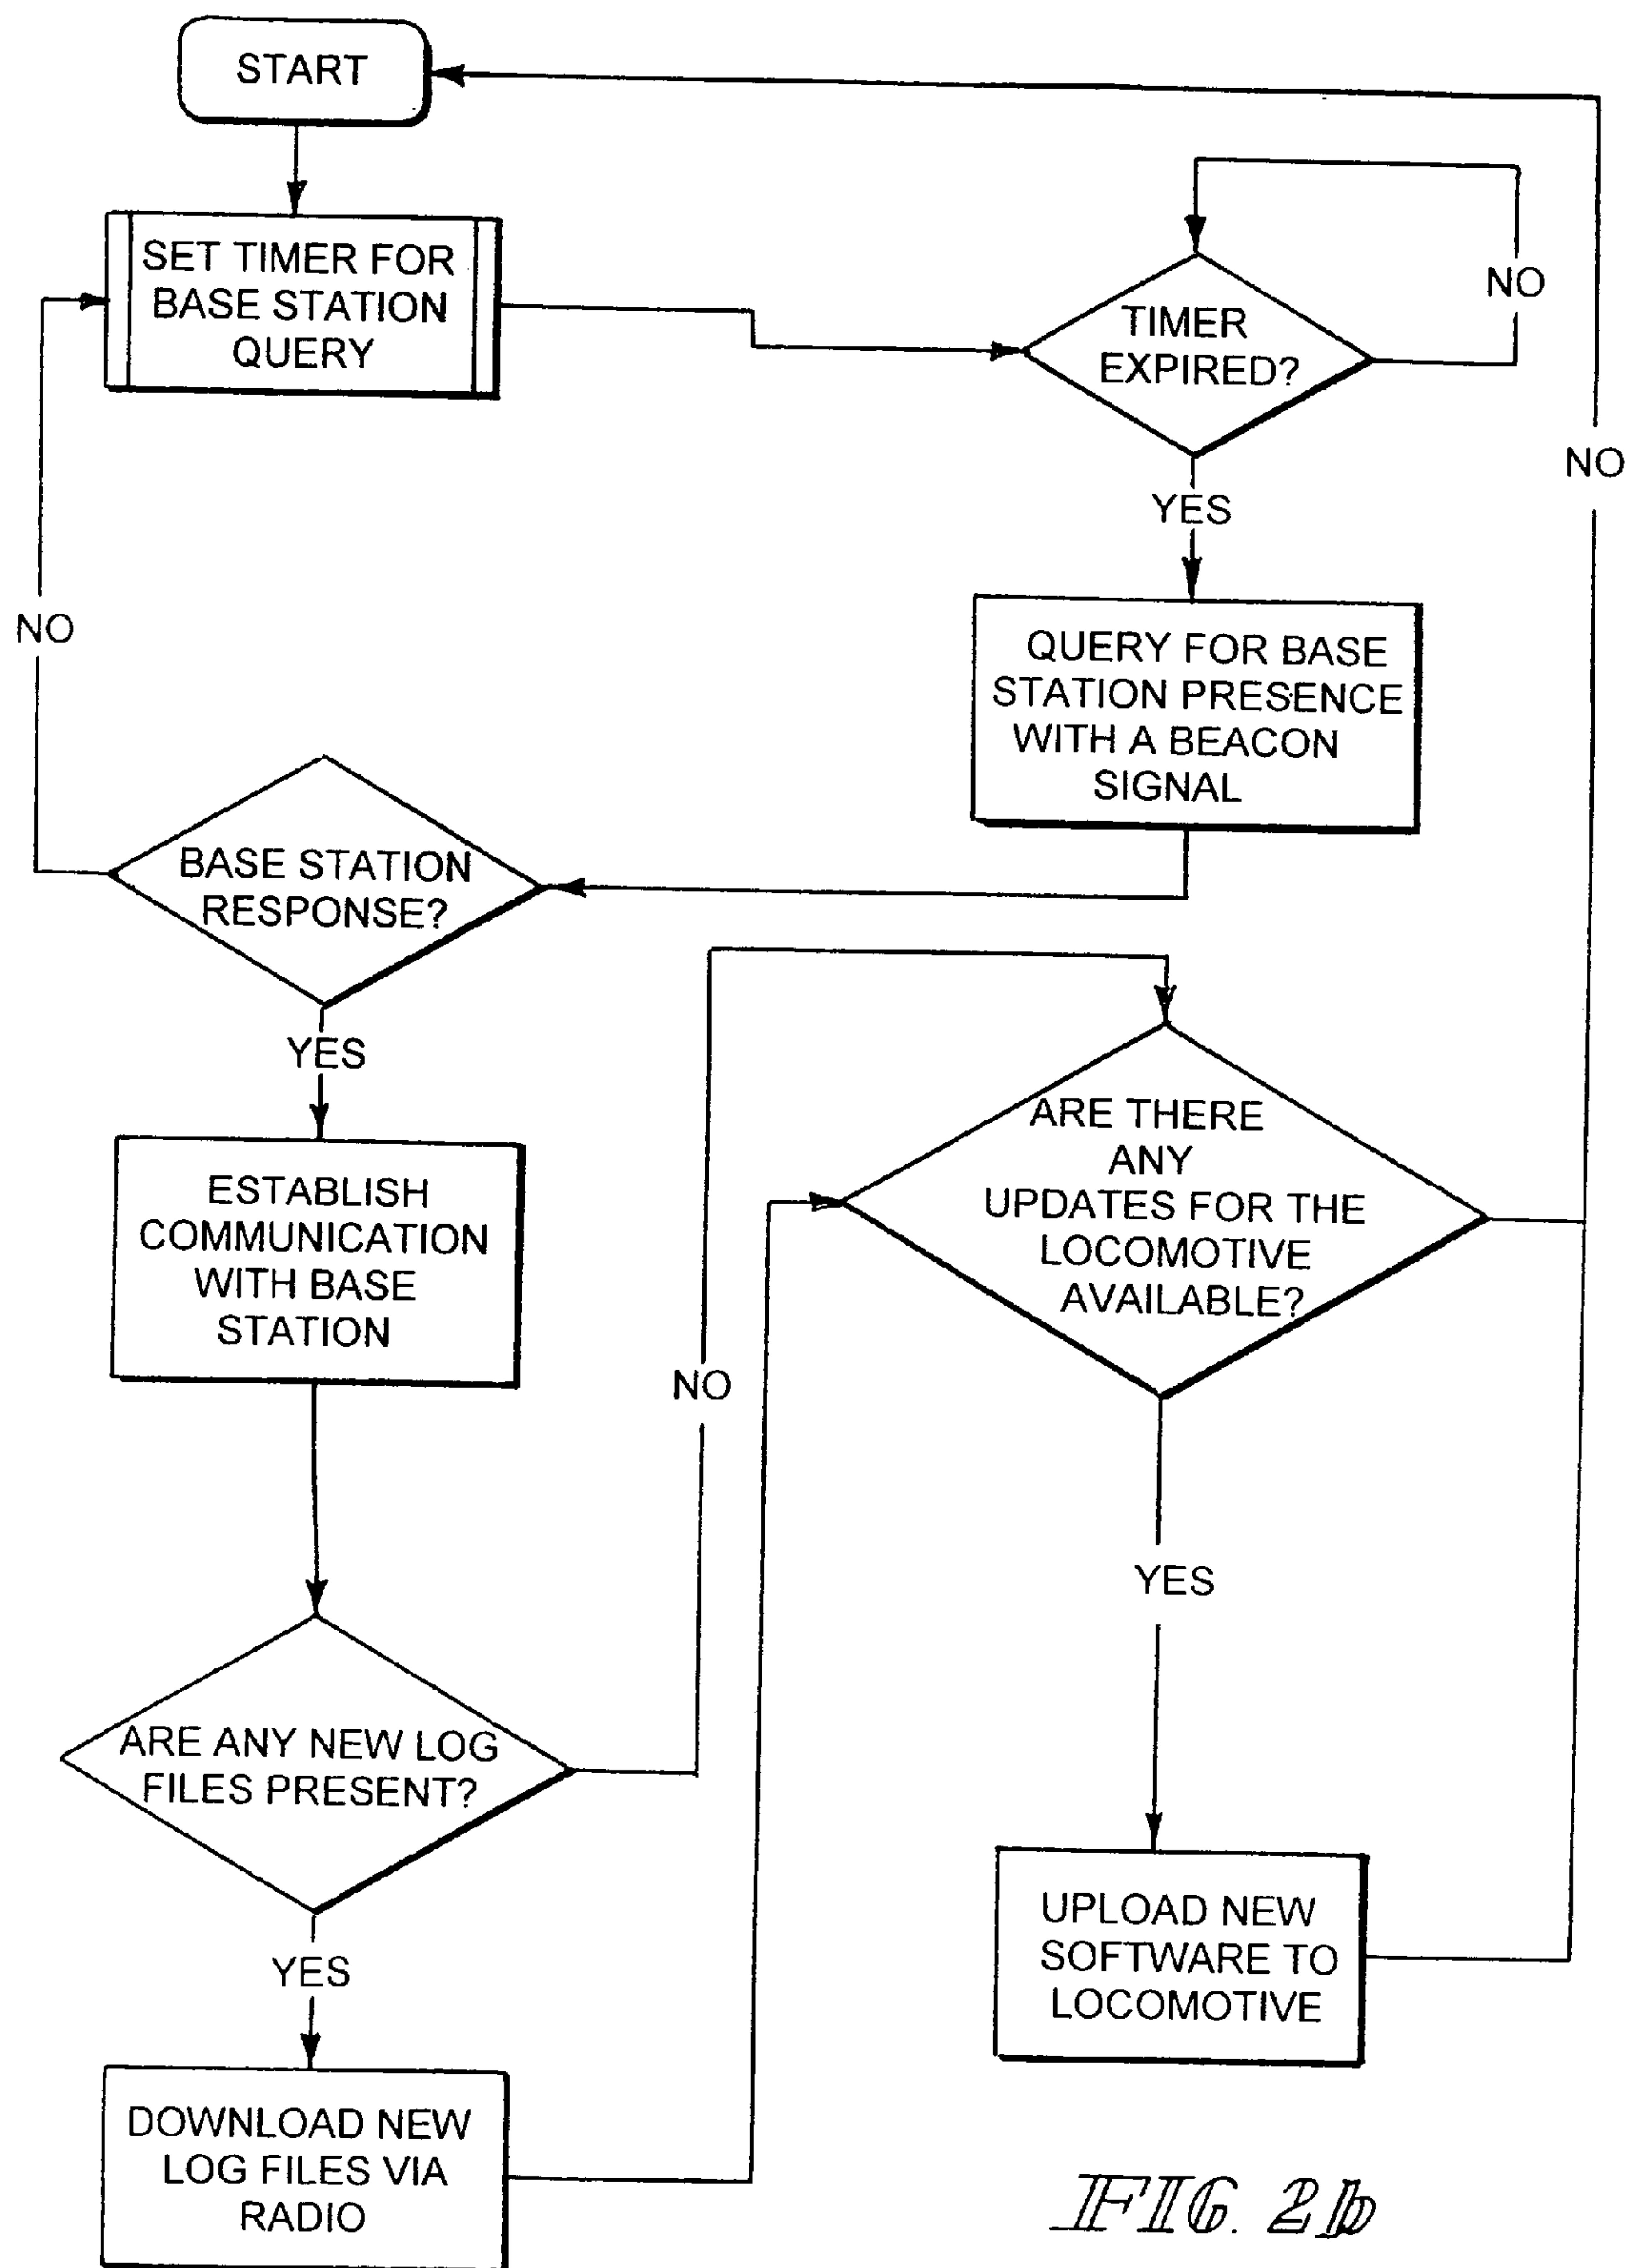 START
SET TIMER FOR
BASE STATION
QUERY
TIMER
EXPIRED?
NO
NO
YES
QUERY FOR BASE
STATION PRESENCE
WITH A BEACON
SIGNAL
NO
BASE STATION
RESPONSE?
YES
ESTABLISH
COMMUNICATION
WITH BASE
STATION
ARE THERE
ANY
UPDATES FOR THE
LOCOMOTIVE
AVAILABLE?
NO
YES
ARE ANY NEW LOG
FILES PRESENT?
YES
UPLOAD NEW
SOFTWARE TO
LOCOMOTIVE
DOWNLOAD NEW
LOG FILES VIA
RADIO
FIG. 2b